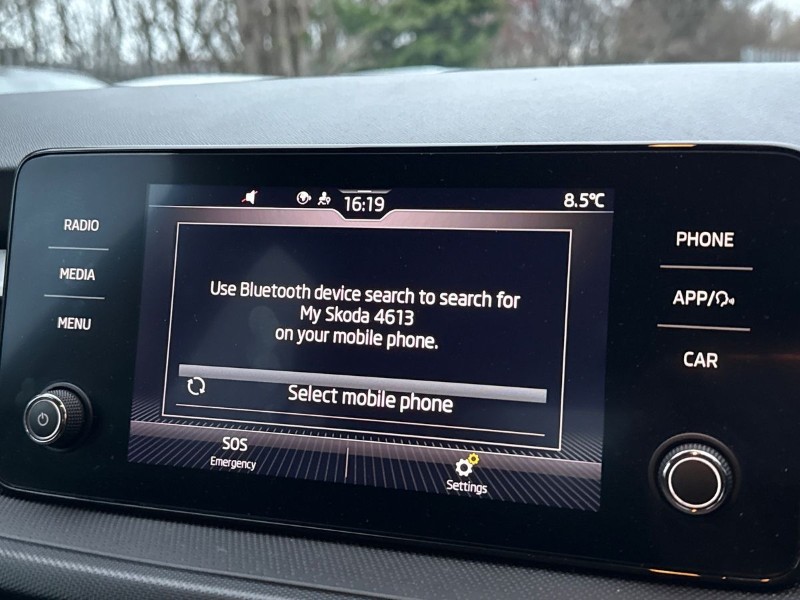 16:19
8.5°C
RADIO
MEDIA
MENU
Use Bluetooth device search to search for
My Skoda 4613
on your mobile phone.
Select mobile phone
SOS
Emergency
Settings
PHONE
APP/
CAR